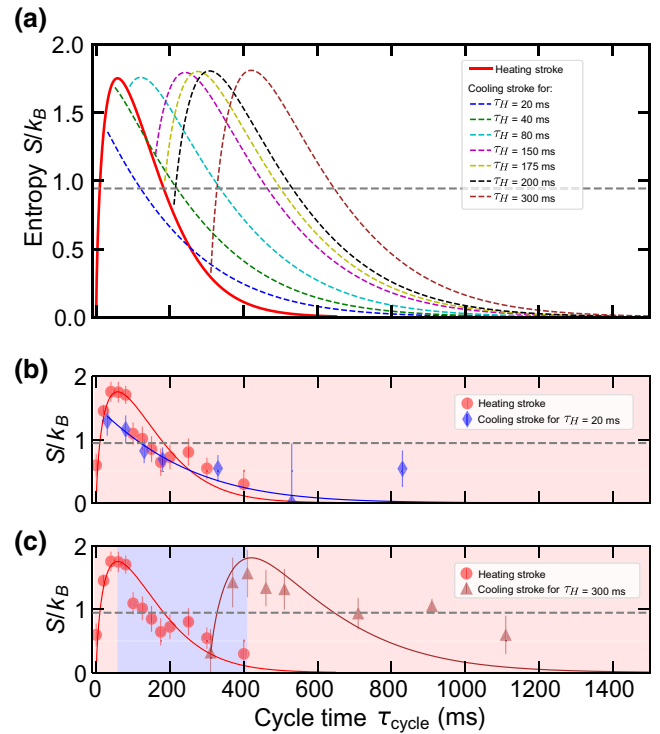 (a)
2.0
1.5
1.0
0.5
0.0
Entropy S/k_B
Heating stroke
Cooling stroke for:
τ_H = 20 ms
τ_H = 40 ms
τ_H = 80 ms
τ_H = 150 ms
τ_H = 175 ms
τ_H = 200 ms
τ_H = 300 ms
(b)
2
1
0
S/k_B
Heating stroke
Cooling stroke for τ_H = 20 ms
(c)
2
1
0
S/k_B
Heating stroke
Cooling stroke for τ_H = 300 ms
0 200 400 600 800 1000 1200 1400
Cycle time τ_cycle (ms)